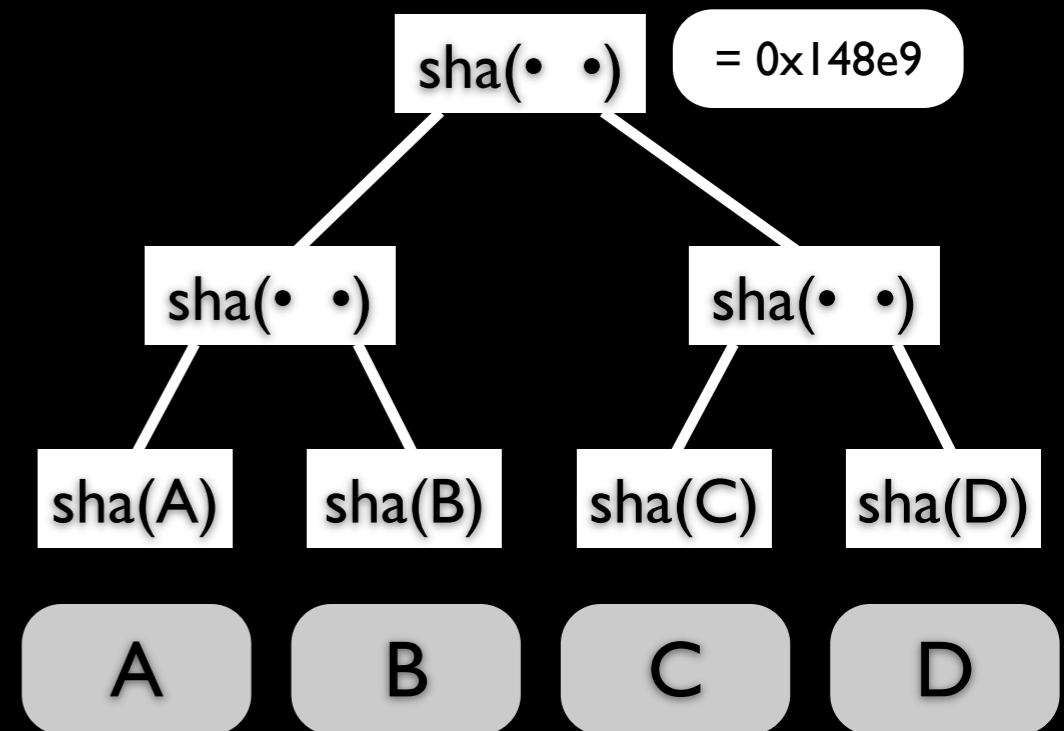 sha(• •)
= 0x148e9
sha(• •)
sha(• •)
sha(A)
sha(B)
sha(C)
sha(D)
A
B
C
D